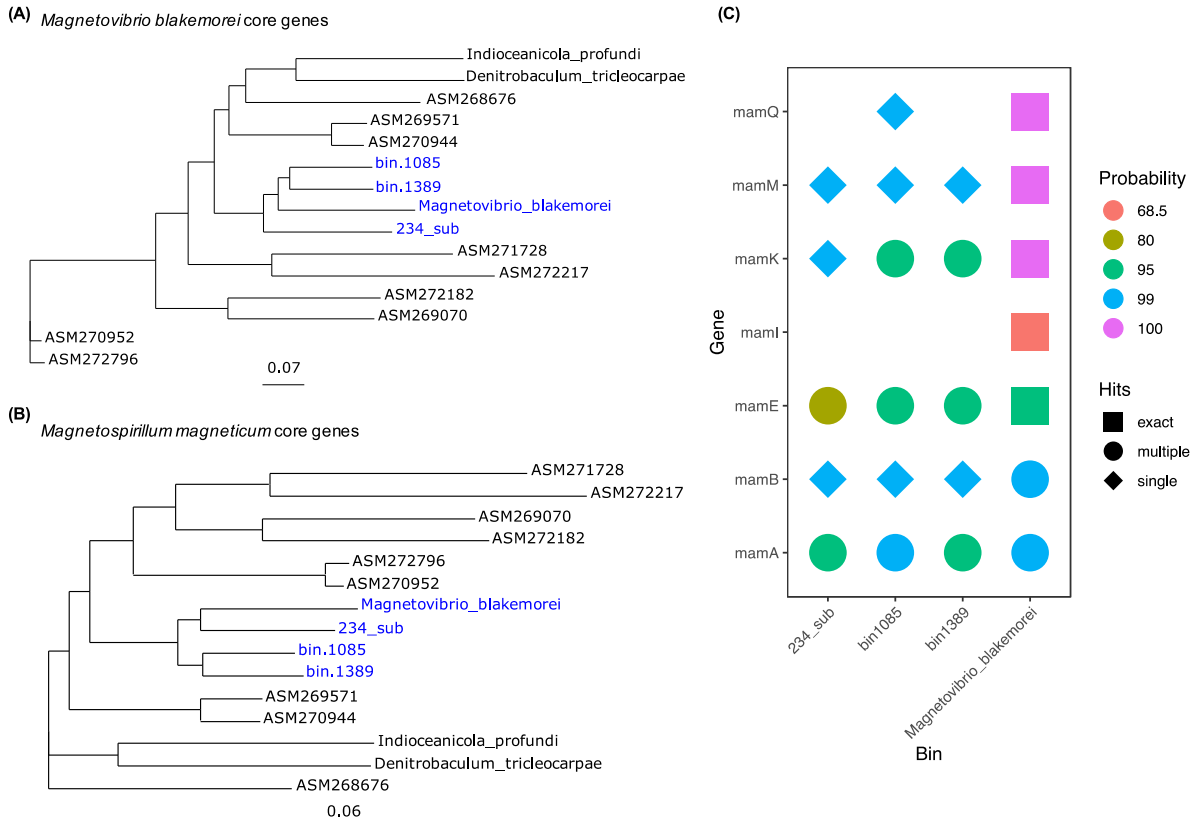 (A)
Magnetovibrio blakemorei core genes
Indioceanicola_profundi
Denitrobaculum_tricleocarpae
ASM268676
ASM269571
ASM270944
bin.1085
bin.1389
Magnetovibrio_blakemorei
234_sub
ASM271728
ASM272217
ASM272182
ASM269070
ASM270952
ASM272796
0.07
(B)
Magnetospirillum magneticum core genes
ASM271728
ASM272217
ASM269070
ASM272182
ASM272796
ASM270952
Magnetovibrio_blakemorei
234_sub
bin.1085
bin.1389
ASM269571
ASM270944
Indioceanicola_profundi
Denitrobaculum_tricleocarpae
ASM268676
0.06
(C)
Gene
mamQ
mamM
mamK
mamI
mamE
mamB
mamA
234_sub
bin1085
bin1389
Magnetovibrio_blakemorei
Bin
Probability
68.5
80
95
99
100
Hits
exact
multiple
single